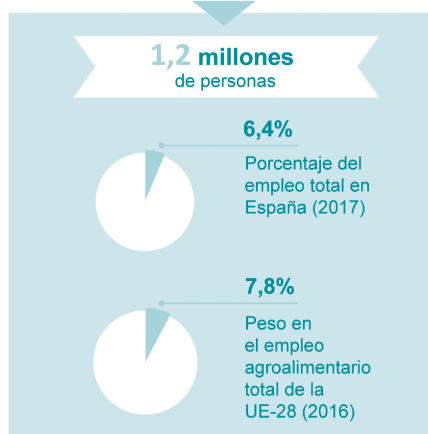 1,2 millones
de personas
6,4%
Porcentaje del
empleo total en
España (2017)
7,8%
Peso en
el empleo
agroalimentario
total de la
UE-28 (2016)